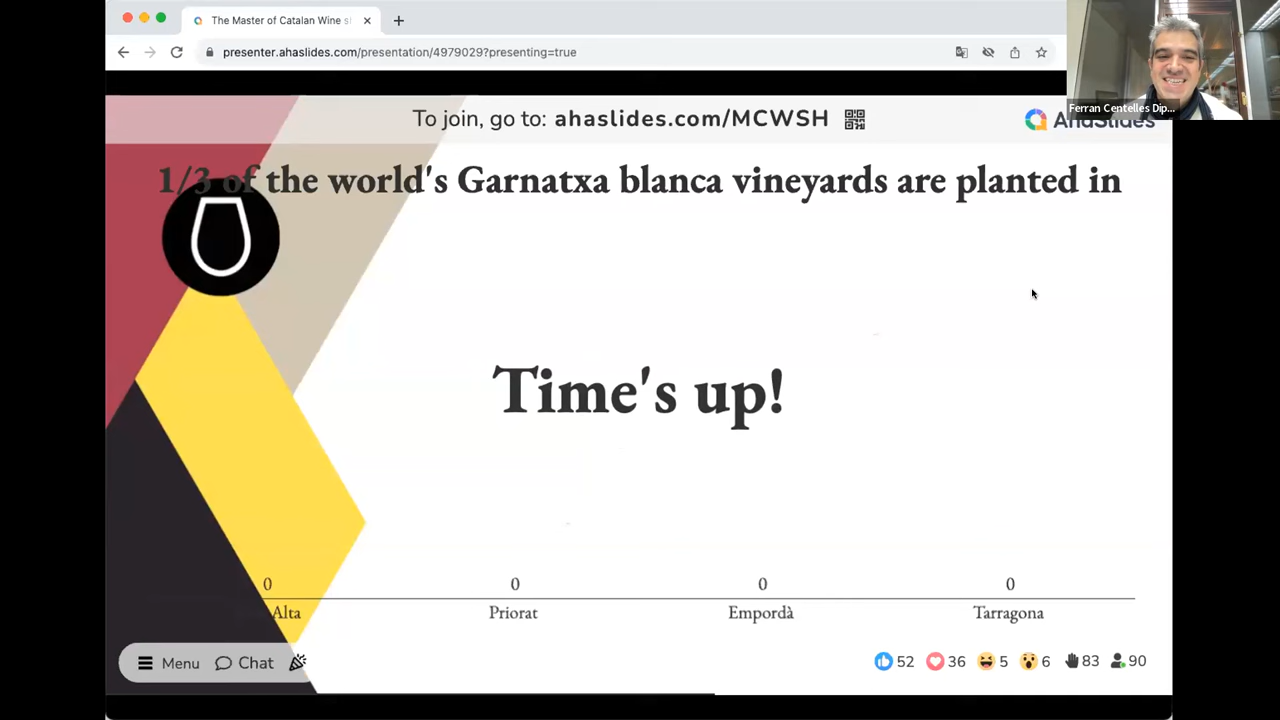 The Master of Catalan Wine sl
presenter.ahaslides.com/presentation/4979029?presenting=true
Ferran Centelles Dip...
To join, go to: ahaslides.com/MCWSH
AhaSlides
1/3 of the world's Garnatxa blanca vineyards are planted in
Time's up!
0 0 0 0
Alta Priorat Empordà Tarragona
Menu Chat 52 36 5 6 83 90